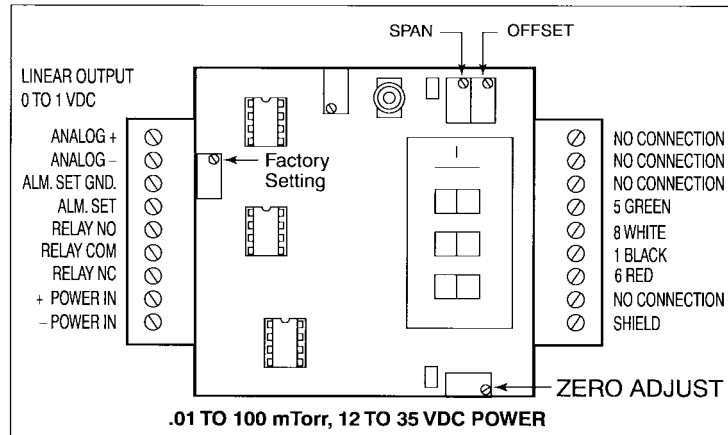 SPAN
OFFSET
LINEAR OUTPUT
0 TO 1 VDC
ANALOG +
ANALOG –
ALM. SET GND.
ALM. SET
RELAY NO
RELAY COM
RELAY NC
+ POWER IN
– POWER IN
Factory
Setting
NO CONNECTION
NO CONNECTION
NO CONNECTION
5 GREEN
8 WHITE
1 BLACK
6 RED
NO CONNECTION
SHIELD
ZERO ADJUST
.01 TO 100 mTorr, 12 TO 35 VDC POWER